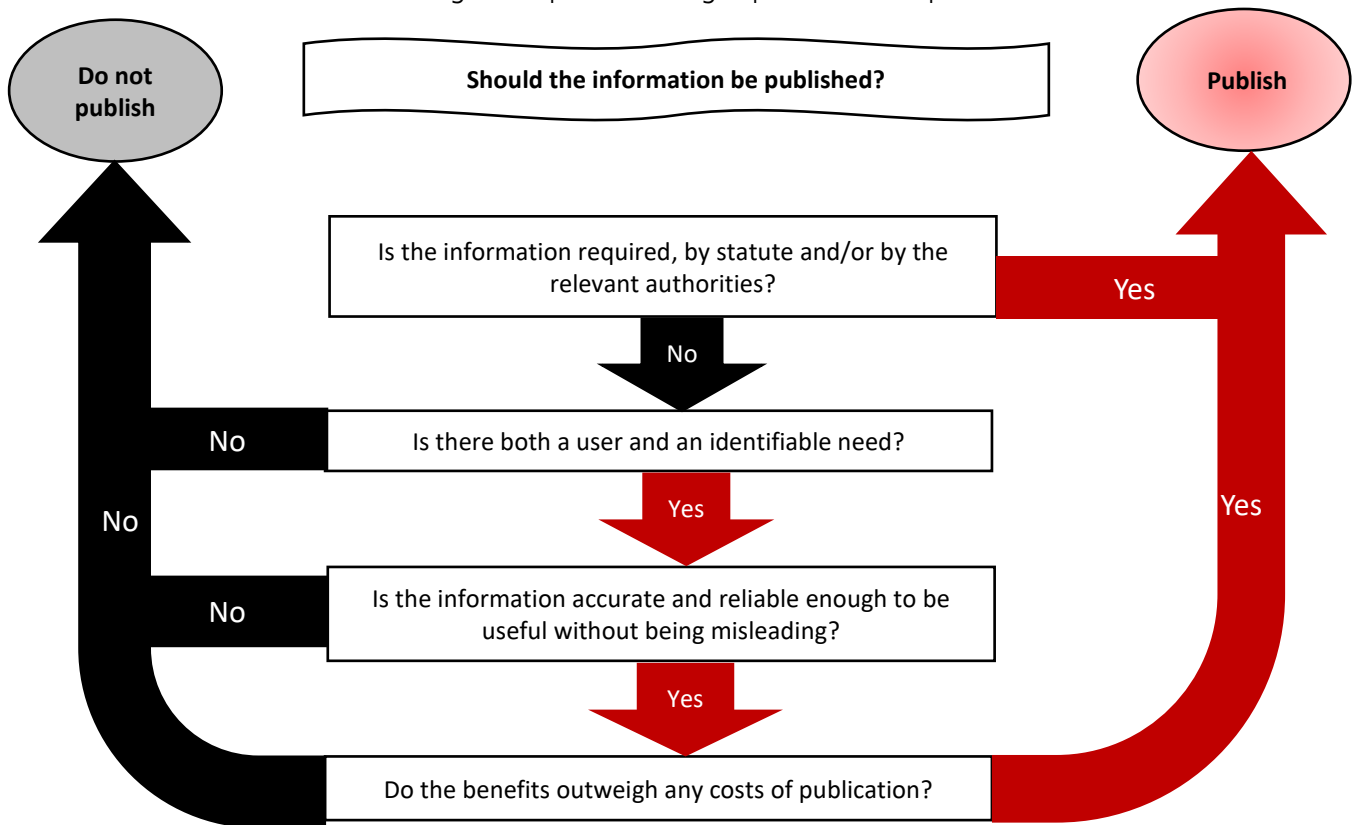 Do not
publish
Should the information be published?
Publish
Is the information required, by statute and/or by the
relevant authorities?
Yes
No
Is there both a user and an identifiable need?
No
Yes
No
Yes
Is the information accurate and reliable enough to be
useful without being misleading?
No
Yes
Do the benefits outweigh any costs of publication?